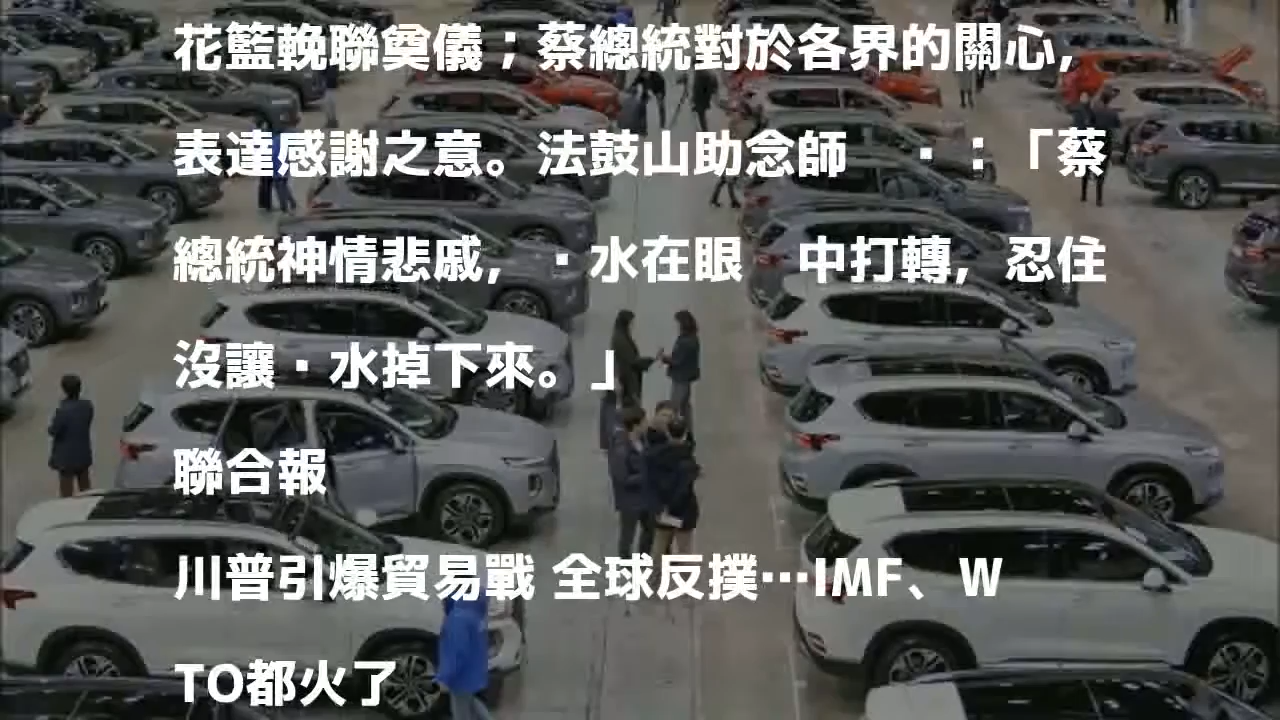 花籃輓聯奠儀；蔡總統對於各界的關心，
表達感謝之意。法鼓山助念師　・：「蔡
總統神情悲戚，・水在眼　中打轉，忍住
沒讓・水掉下來。」
聯合報
川普引爆貿易戰 全球反撲…IMF、W
TO都火了